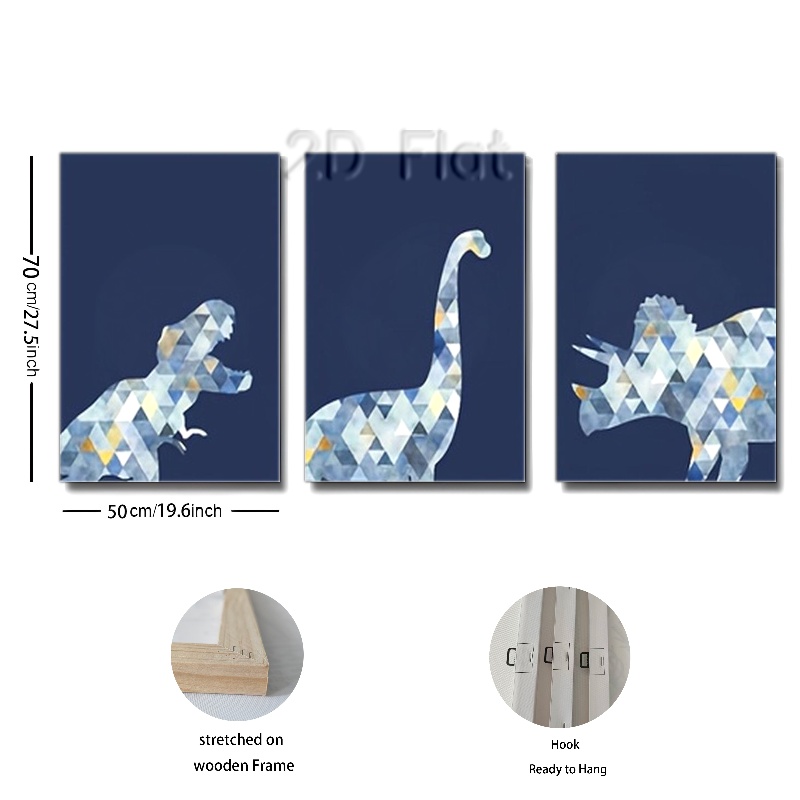 2D Flat
70 cm/27.5inch
50 cm/19.6inch
stretched on
wooden Frame
Hook
Ready to Hang